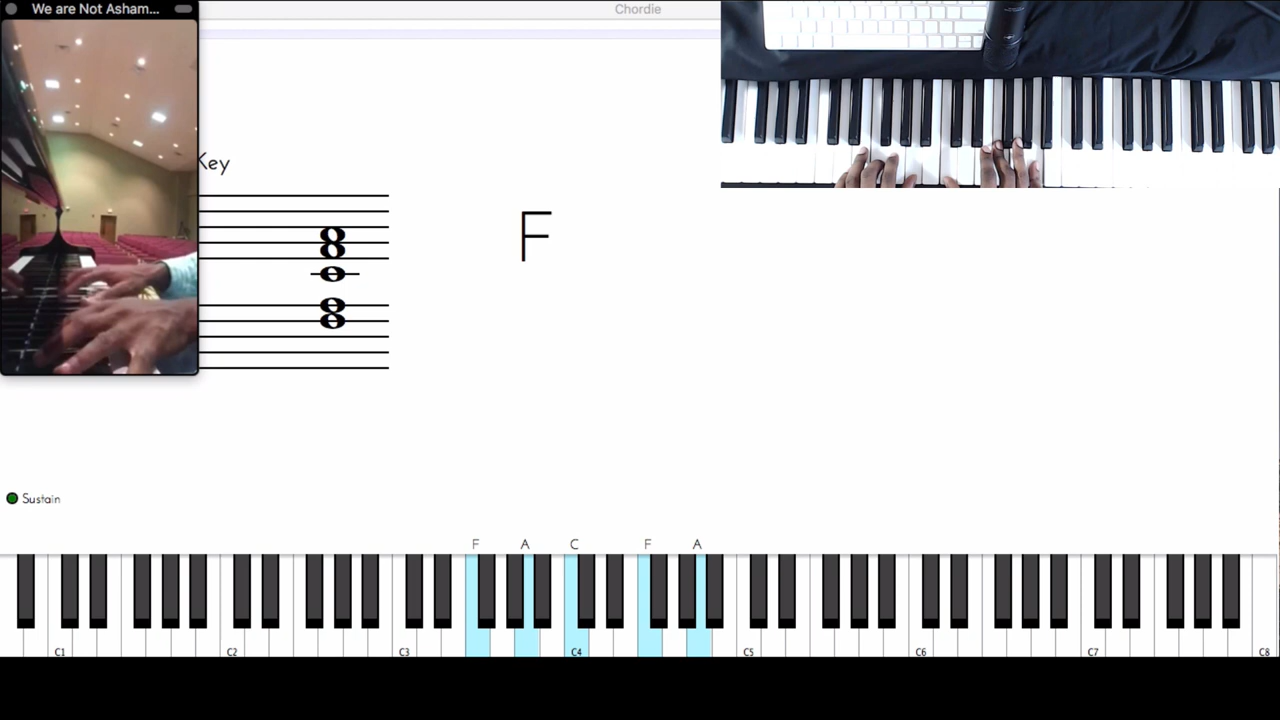 We are Not Asham...
Chordie
Key
F
Sustain
F A C F A
C1 C2 C3 C4 C5 C6 C7 C8